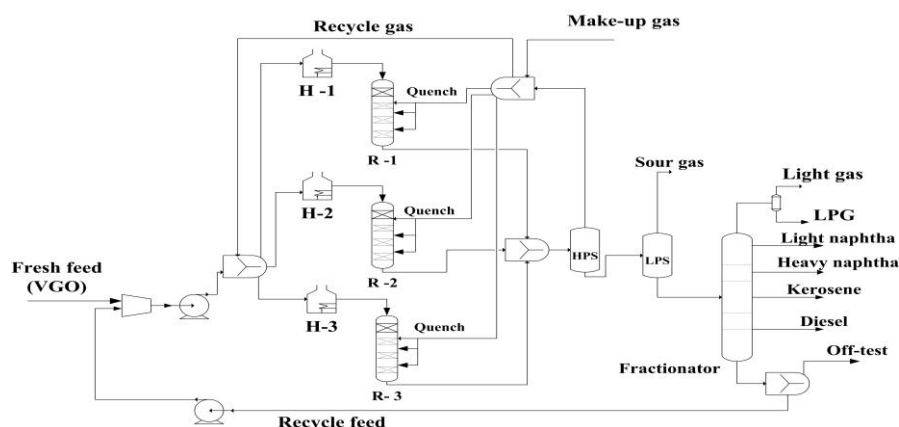 Make-up gas
Recycle gas
H -1
Quench
R -1
Sour gas
Light gas
LPG
H-2
Quench
R -2
HPS
LPS
Light naphtha
Heavy naphtha
Kerosene
Diesel
Off-test
Fresh feed
(VGO)
H-3
Quench
R- 3
Fractionator
Recycle feed